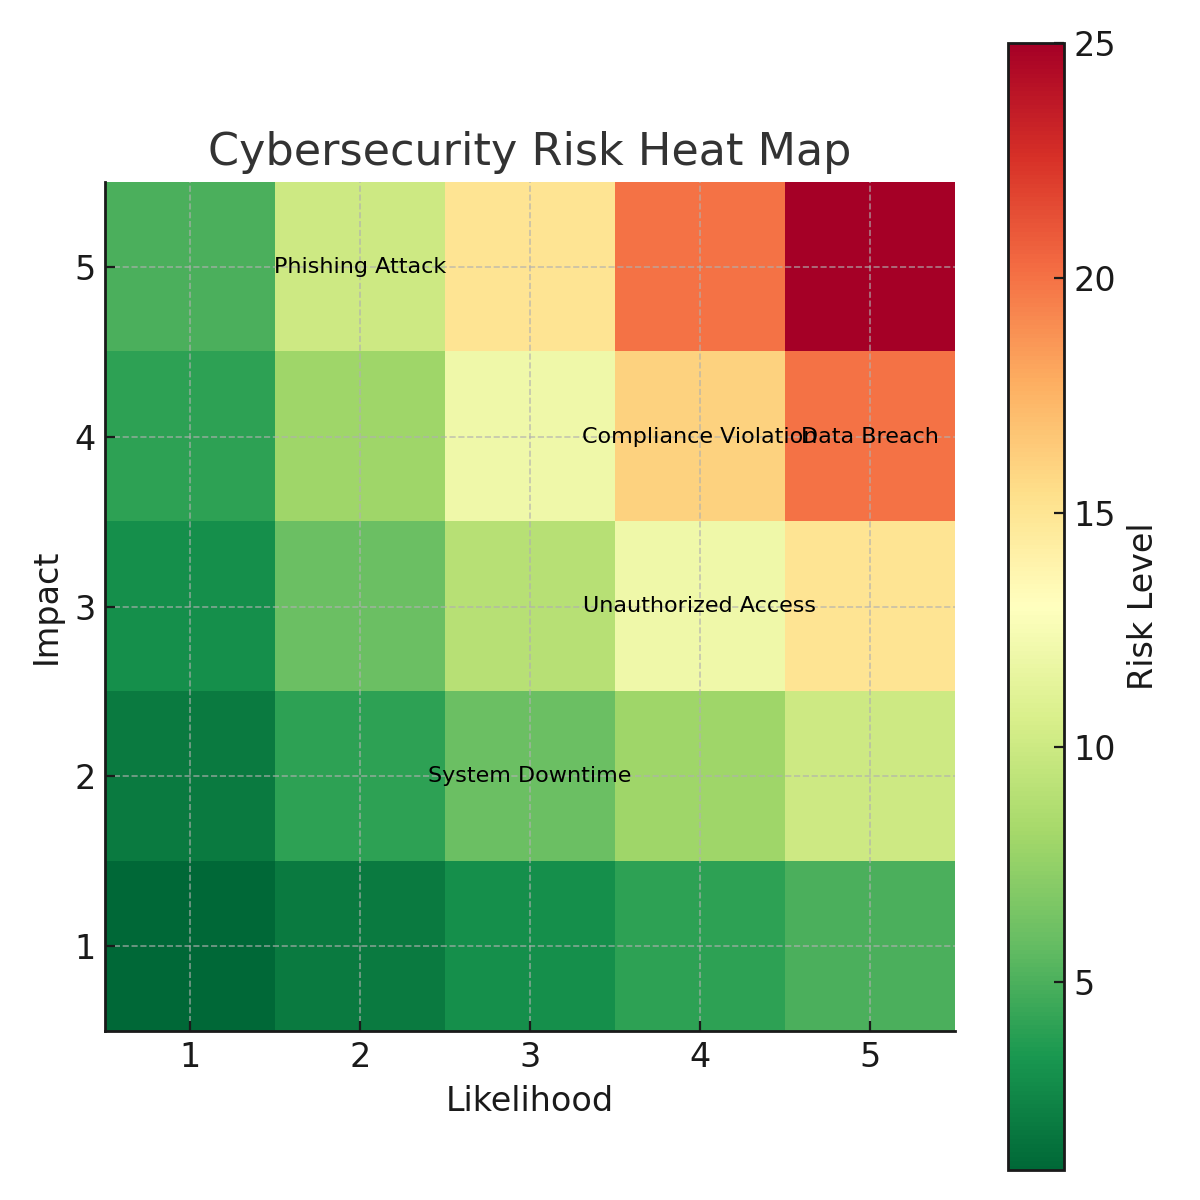 Cybersecurity Risk Heat Map
25
20
15
10
5
Risk Level
Impact
5
4
3
2
1
Phishing Attack
Compliance Violation
Data Breach
Unauthorized Access
System Downtime
1
2
3
4
5
Likelihood